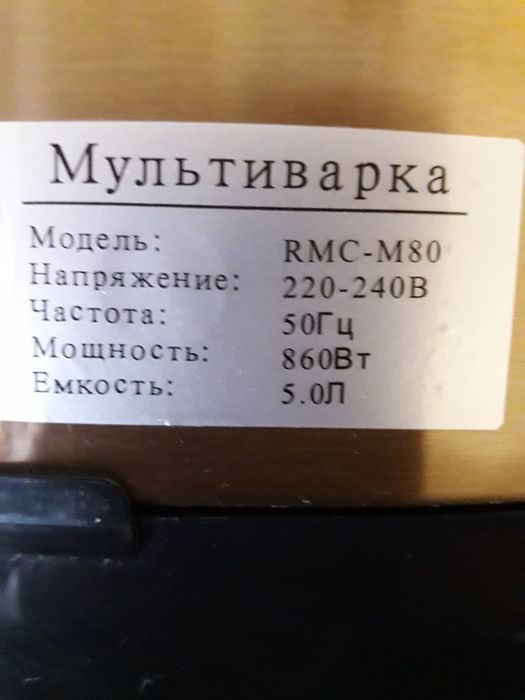 Мультиварка
Модель: RMC-M80
Напряжение: 220-240В
Частота: 50Гц
Мощность: 860Вт
Емкость: 5.0Л